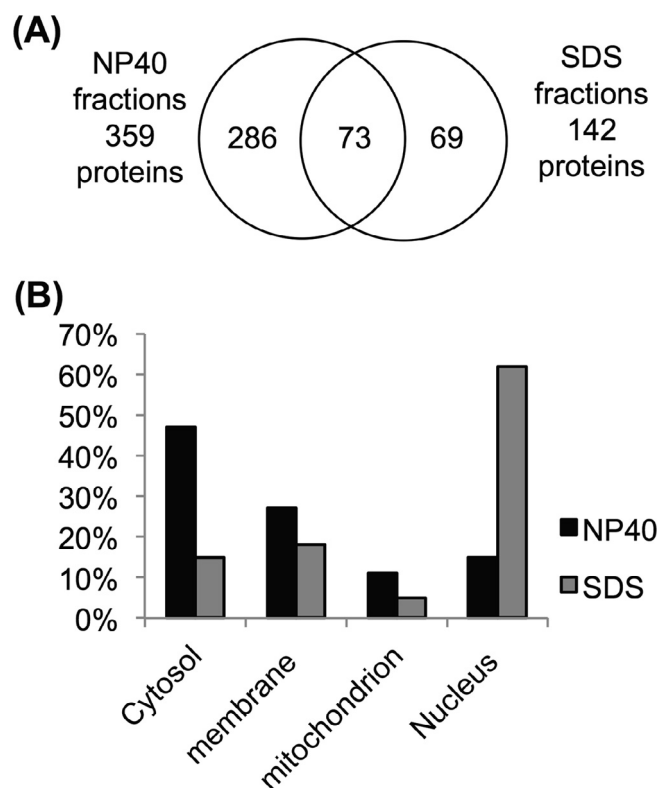 (A)
NP40
fractions
359
proteins
286
73
69
SDS
fractions
142
proteins
(B)
70%
60%
50%
40%
30%
20%
10%
0%
Cytosol
membrane
mitochondrion
Nucleus
NP40
SDS